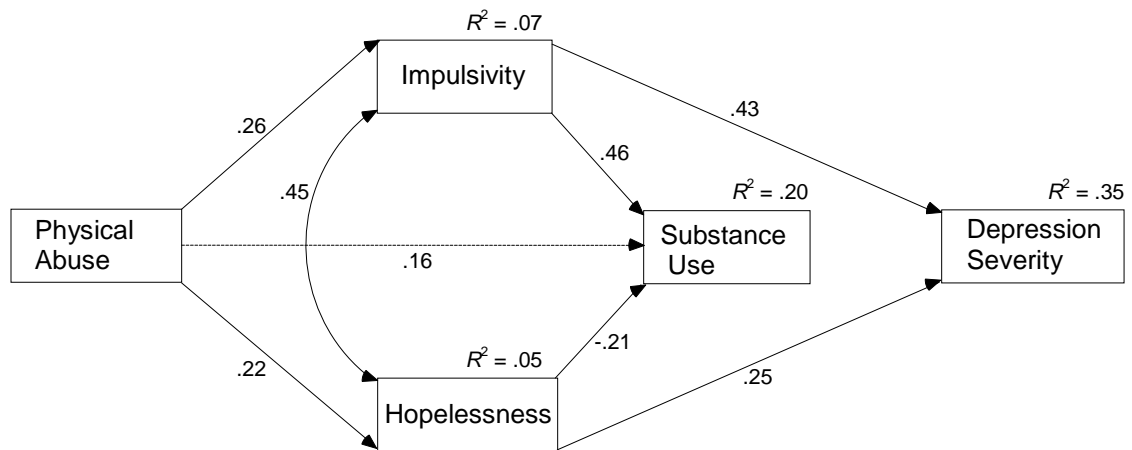 R² = .07
Impulsivity
.26
.43
.46
.45
R² = .20
R² = .35
Physical
Abuse
.16
Substance
Use
Depression
Severity
.22
R² = .05
-.21
.25
Hopelessness